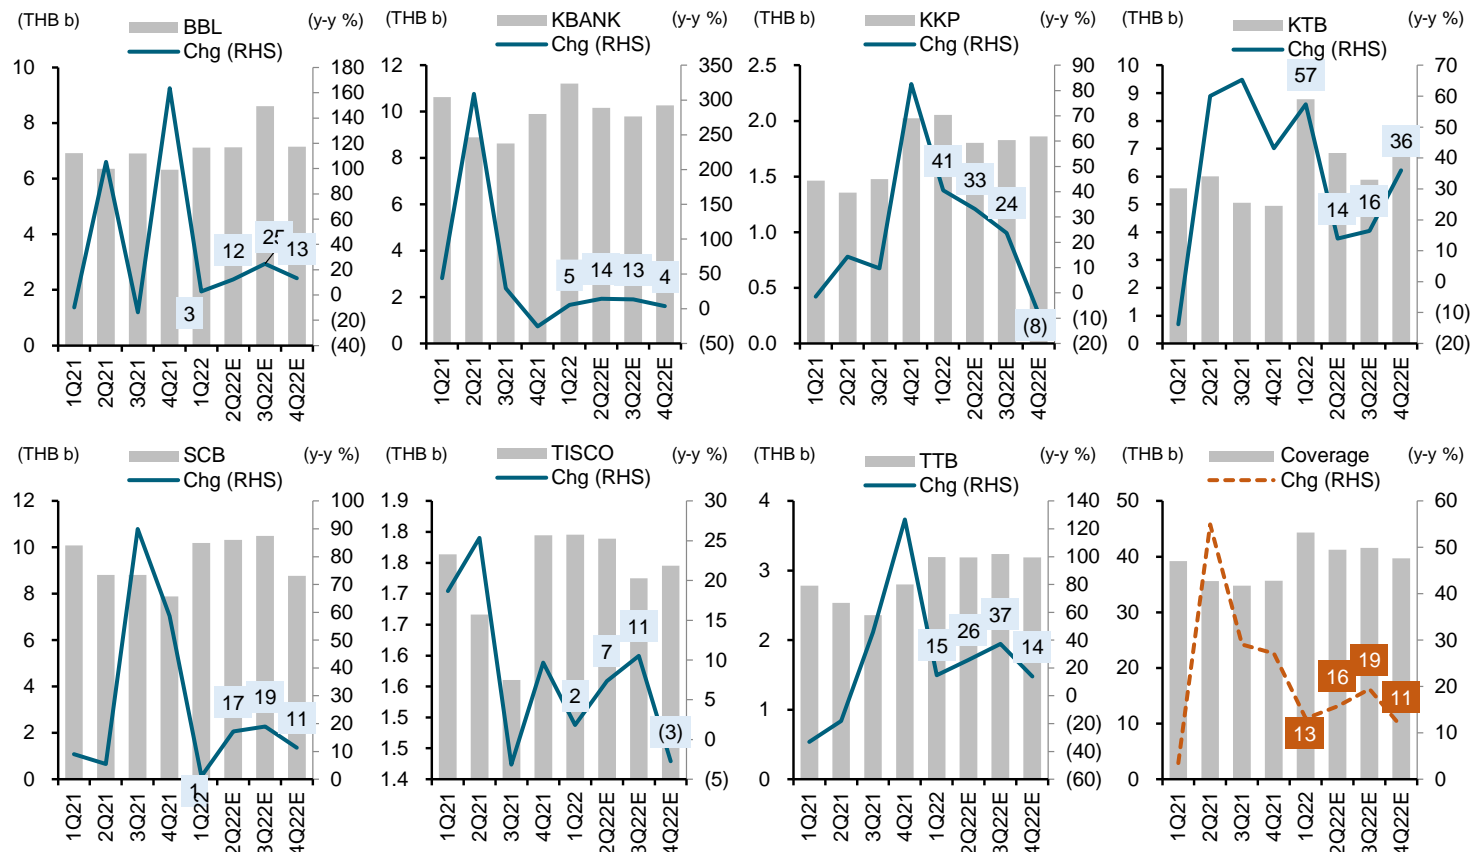 (THB b) BBL (y-y %)
Chg (RHS)
10 180
160
8 140
120
6 100
80
4 60
40
2 20
0
(20)
0 (40)
3 12 25 13
1Q21 2Q21 3Q21 4Q21 1Q22 2Q22E 3Q22E 4Q22E
(THB b) KBANK (y-y %)
Chg (RHS)
12 350
10 300
250
8 200
6 150
4 100
50
2 0
0 (50)
5 14 13 4
1Q21 2Q21 3Q21 4Q21 1Q22 2Q22E 3Q22E 4Q22E
(THB b) KKP (y-y %)
Chg (RHS)
2.5 90
80
2.0 70
60
50
1.5 40
30
1.0 20
10
0.5 0
(10)
0.0 (20)
41 33 24 (8)
1Q21 2Q21 3Q21 4Q21 1Q22 2Q22E 3Q22E 4Q22E
(THB b) KTB (y-y %)
Chg (RHS)
10 70
9 60
8 50
7 40
6 30
5 20
4 10
3 0
2 (10)
1
0 (20)
57 14 16 36
1Q21 2Q21 3Q21 4Q21 1Q22 2Q22E 3Q22E 4Q22E
(THB b) SCB (y-y %)
Chg (RHS)
12 100
90
10 80
70
8 60
6 50
40
4 30
20
2 10
0 0
1 17 19 11
1Q21 2Q21 3Q21 4Q21 1Q22 2Q22E 3Q22E 4Q22E
(THB b) TISCO (y-y %)
Chg (RHS)
1.9 30
1.8 25
1.7 20
1.7 15
1.6 10
1.6 5
1.5 0
1.5
1.4 (5)
2 7 11 (3)
1Q21 2Q21 3Q21 4Q21 1Q22 2Q22E 3Q22E 4Q22E
(THB b) TTB (y-y %)
Chg (RHS)
4 140
120
3 100
80
60
2 40
20
1 0
(20)
(40)
0 (60)
15 26 37 14
1Q21 2Q21 3Q21 4Q21 1Q22 2Q22E 3Q22E 4Q22E
(THB b) Coverage (y-y %)
Chg (RHS)
50 60
40 50
30 40
30
20 20
10 10
0 0
13 16 19 11
1Q21 2Q21 3Q21 4Q21 1Q22 2Q22E 3Q22E 4Q22E